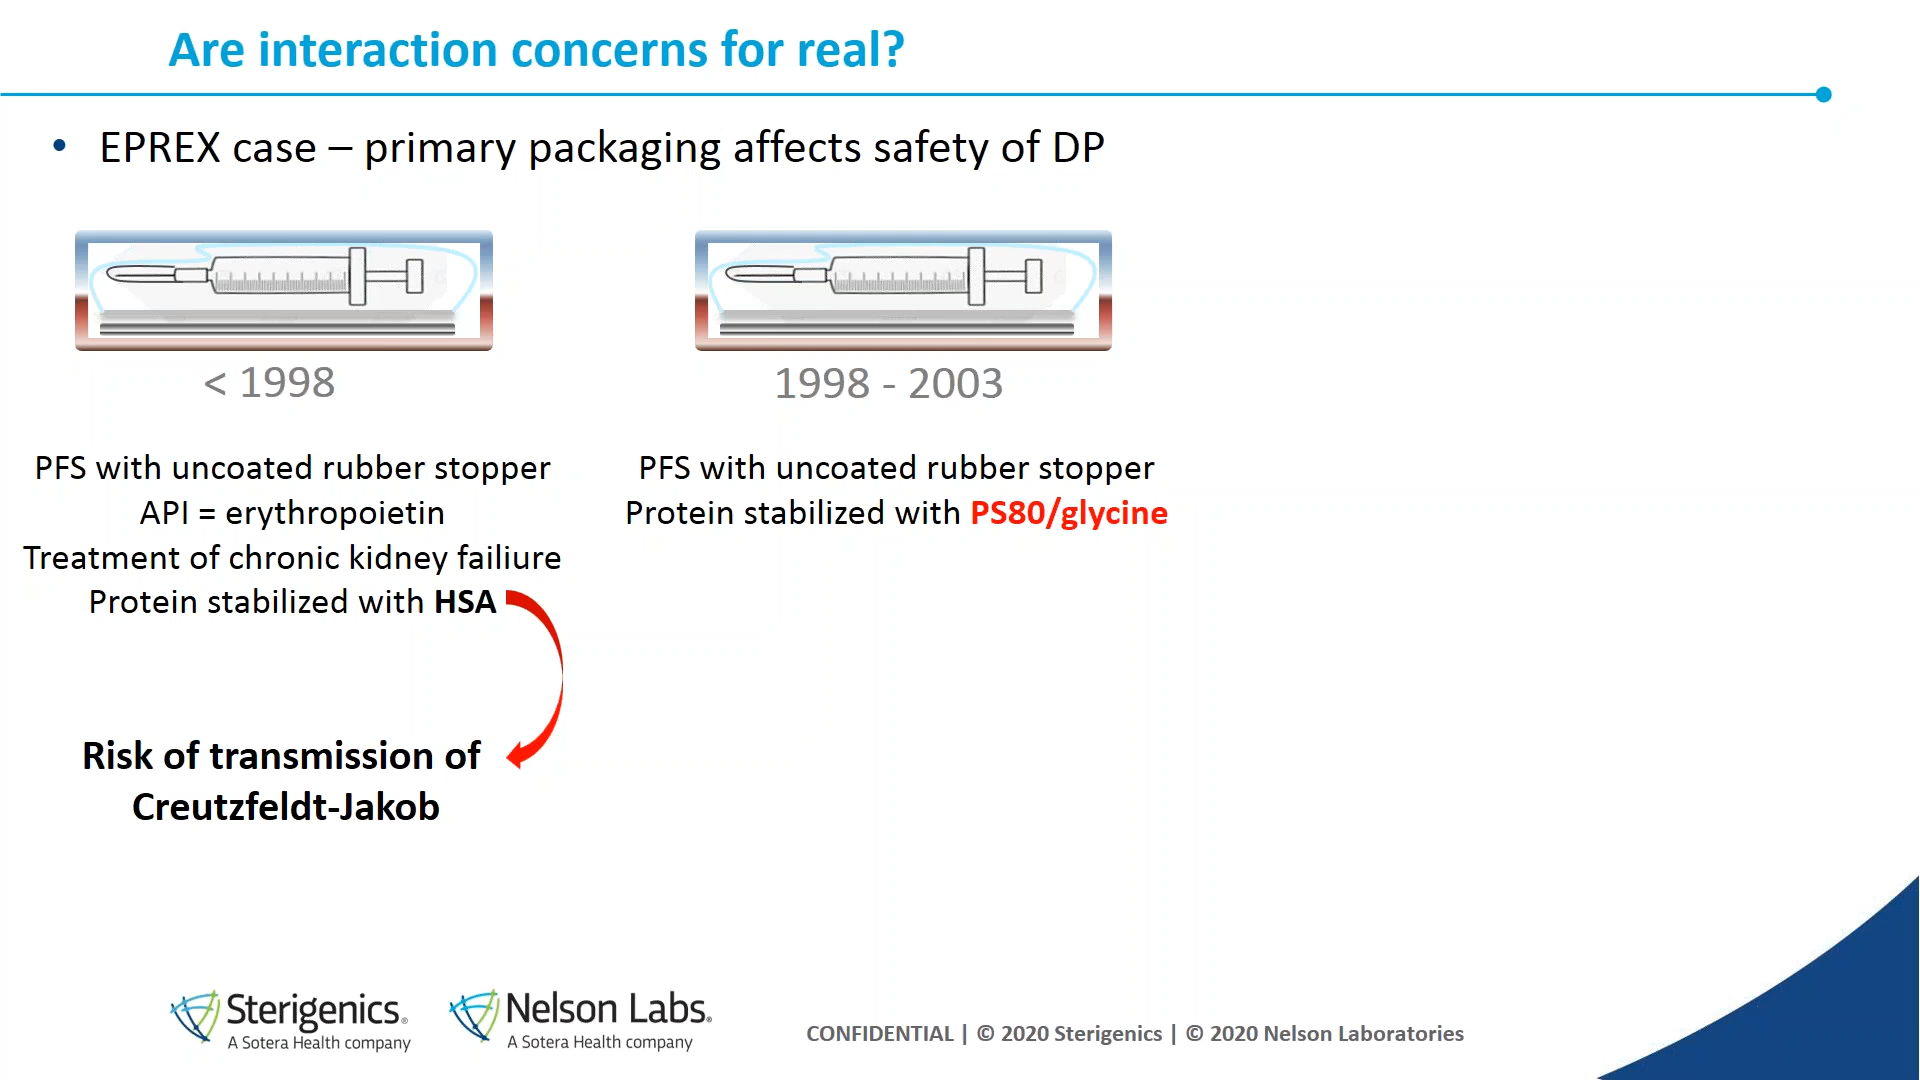 Are interaction concerns for real?
• EPREX case – primary packaging affects safety of DP
< 1998
PFS with uncoated rubber stopper
API = erythropoietin
Treatment of chronic kidney failiure
Protein stabilized with HSA
Risk of transmission of
Creutzfeldt-Jakob
1998 - 2003
PFS with uncoated rubber stopper
Protein stabilized with PS80/glycine
Sterigenics®
A Sotera Health company
Nelson Labs®
A Sotera Health company
CONFIDENTIAL | © 2020 Sterigenics | © 2020 Nelson Laboratories